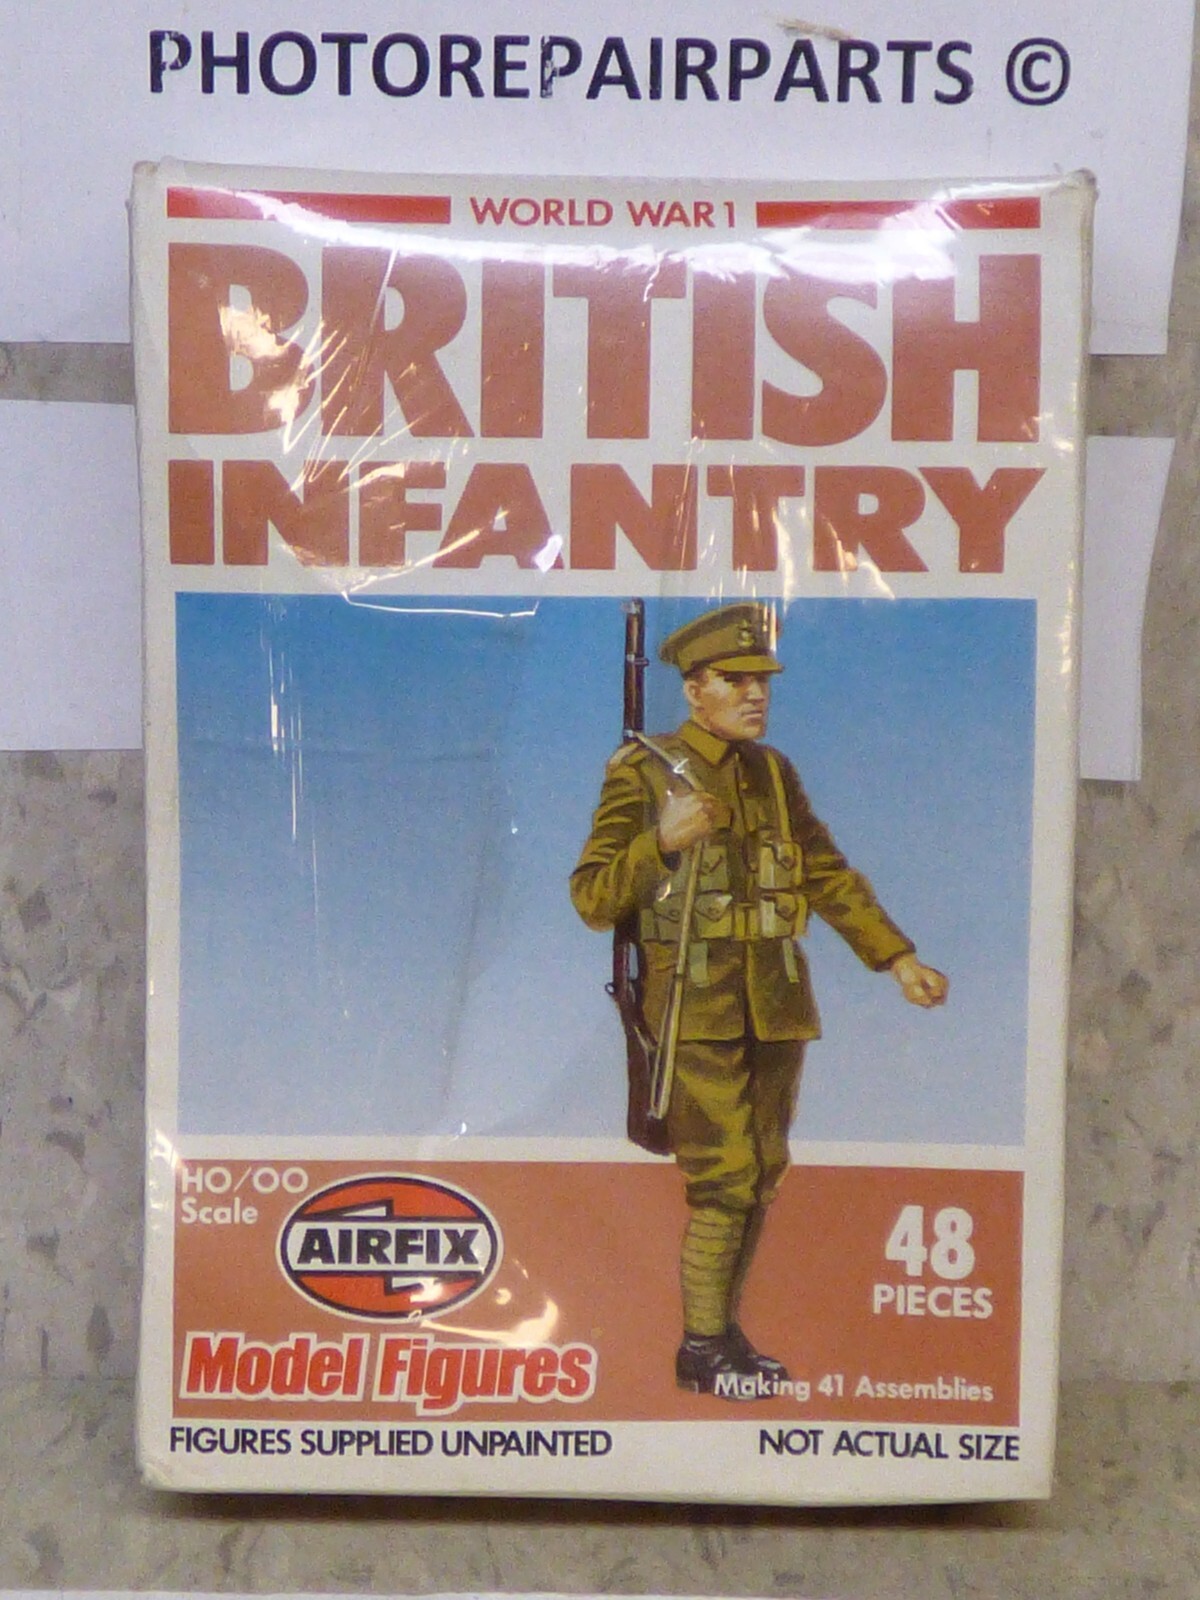 PHOTOREPAIRPARTS ©
WORLD WAR 1
BRITISH
INFANTRY
HO/OO
Scale
AIRFIX
Model Figures
48
PIECES
Making 41 Assemblies
FIGURES SUPPLIED UNPAINTED
NOT ACTUAL SIZE